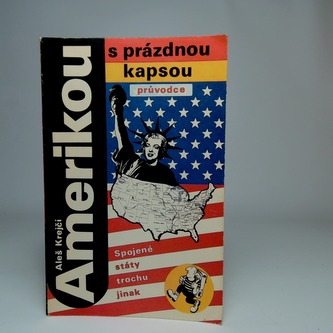 Aleš Krejčí
Amerikou
s prázdnou
kapsou
průvodce
Spojené
státy
trochu
jinak